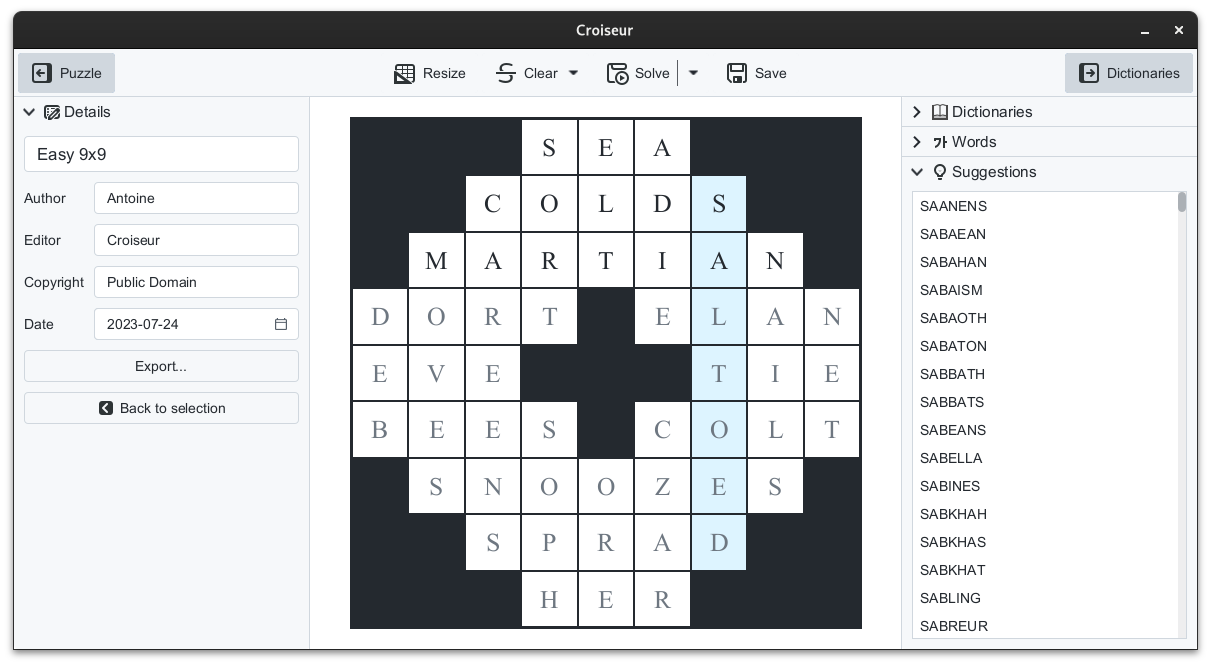 Croiseur
Puzzle Resize Clear Solve Save Dictionaries
Details
Easy 9x9
Author Antoine
Editor Croiseur
Copyright Public Domain
Date 2023-07-24
Export...
Back to selection
S E A
C O L D S
M A R T I A N
D O R T E L A N
E V E T I E
B E E S C O L T
S N O O Z E S
S P R A D
H E R
Dictionaries
가 Words
Suggestions
SAANENS
SABAEAN
SABAHAN
SABAISM
SABAOTH
SABATON
SABBATH
SABBATS
SABEANS
SABELLA
SABINES
SABKHAH
SABKHAS
SABKHAT
SABLING
SABREUR